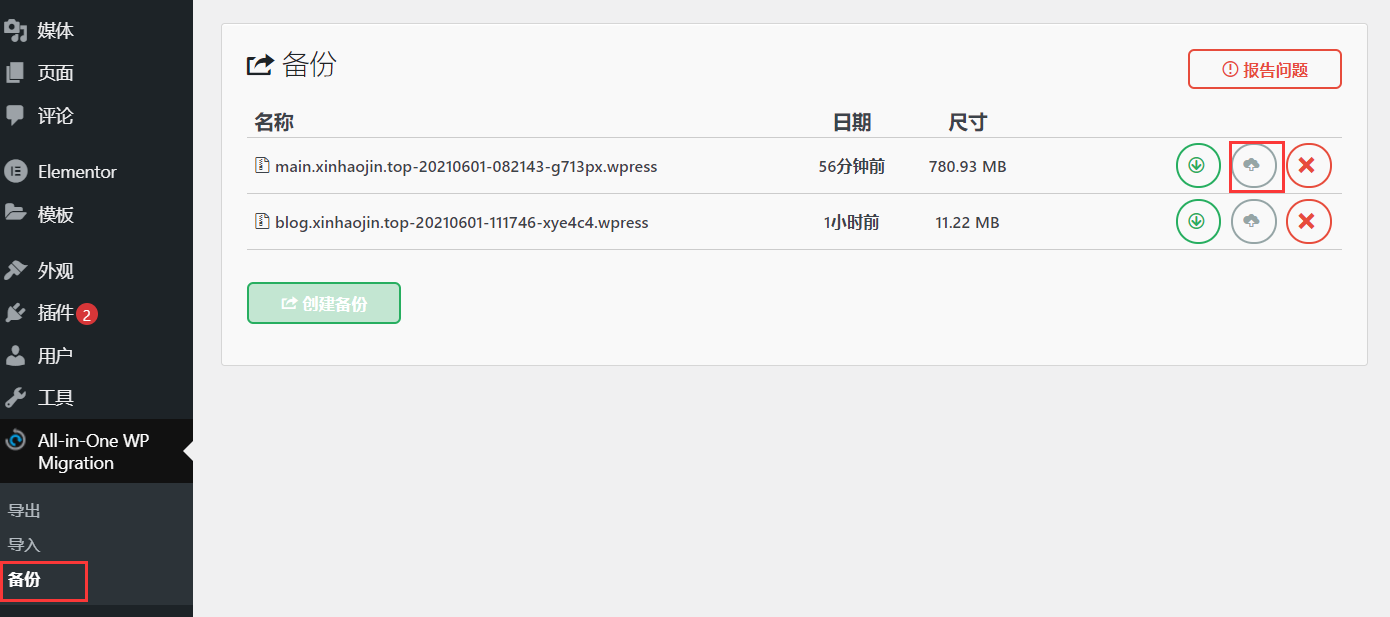 媒体
页面
评论
Elementor
模板
外观
插件 2
用户
工具
All-in-One WP
Migration
导出
导入
备份
备份
报告问题
名称 日期 尺寸
main.xinhaojin.top-20210601-082143-g713px.wpress 56分钟前 780.93 MB
blog.xinhaojin.top-20210601-111746-xye4c4.wpress 1小时前 11.22 MB
创建备份